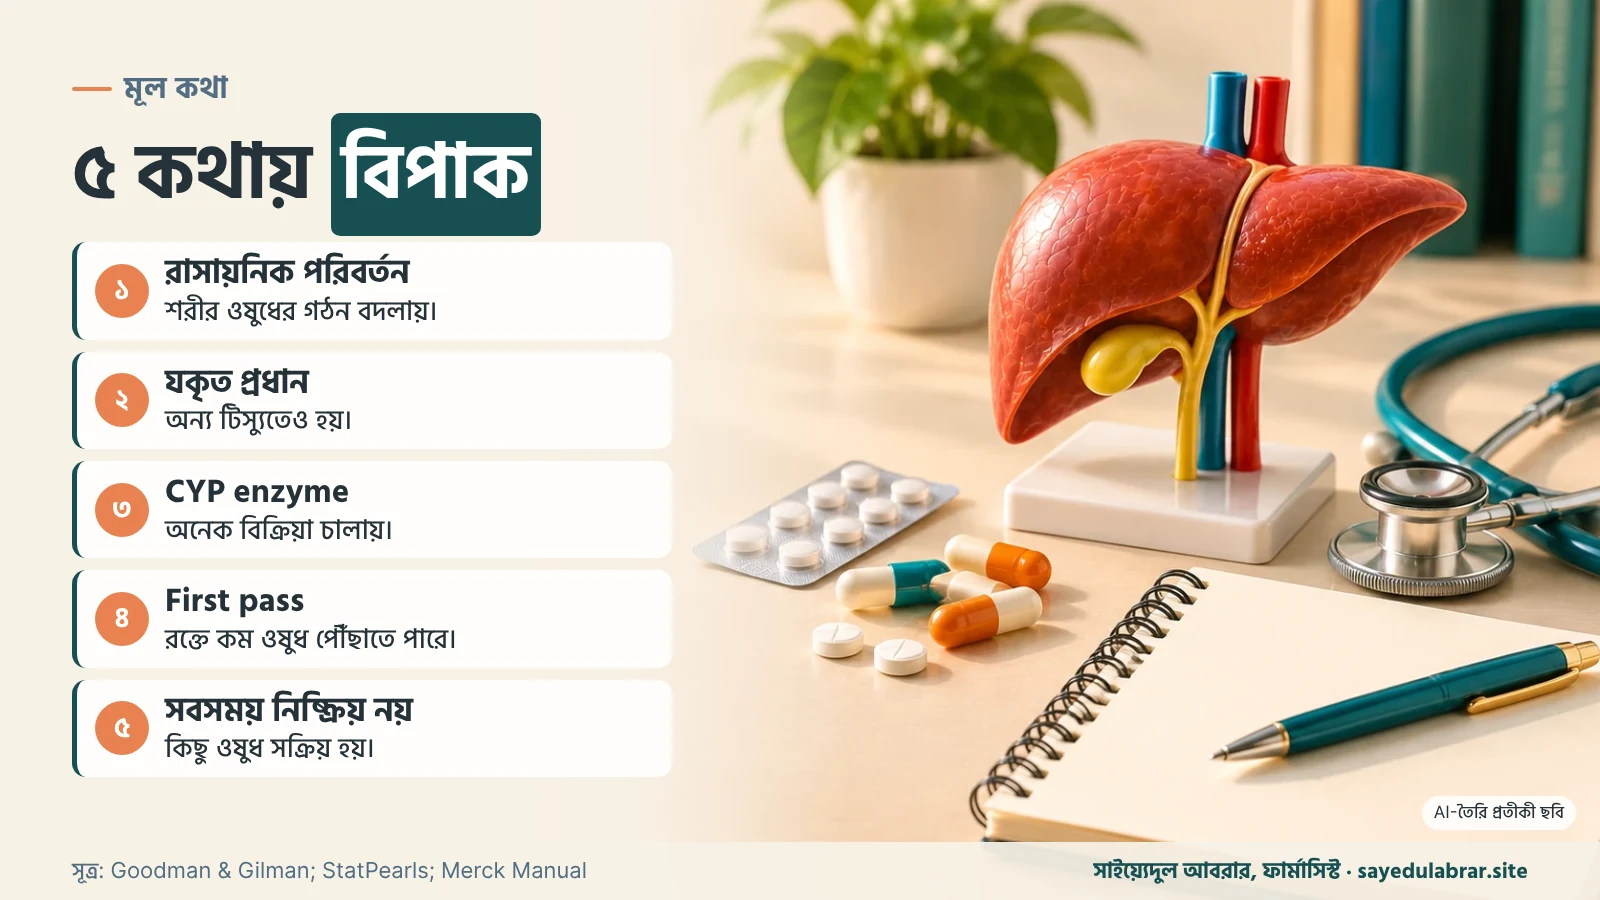 মূল কথা
৫ কথায় বিপাক
১
রাসায়নিক পরিবর্তন
শরীর ওষুধের গঠন বদলায়।
২
যকৃত প্রধান
অন্য টিস্যুতেও হয়।
৩
CYP enzyme
অনেক বিক্রিয়া চালায়।
৪
First pass
রক্তে কম ওষুধ পৌঁছাতে পারে।
৫
সবসময় নিষ্ক্রিয় নয়
কিছু ওষুধ সক্রিয় হয়।
AI-তৈরি প্রতীকী ছবি
সূত্র: Goodman & Gilman; StatPearls; Merck Manual
সাইয়্যেদুল আবরার, ফার্মাসিস্ট · sayedulabrar.site